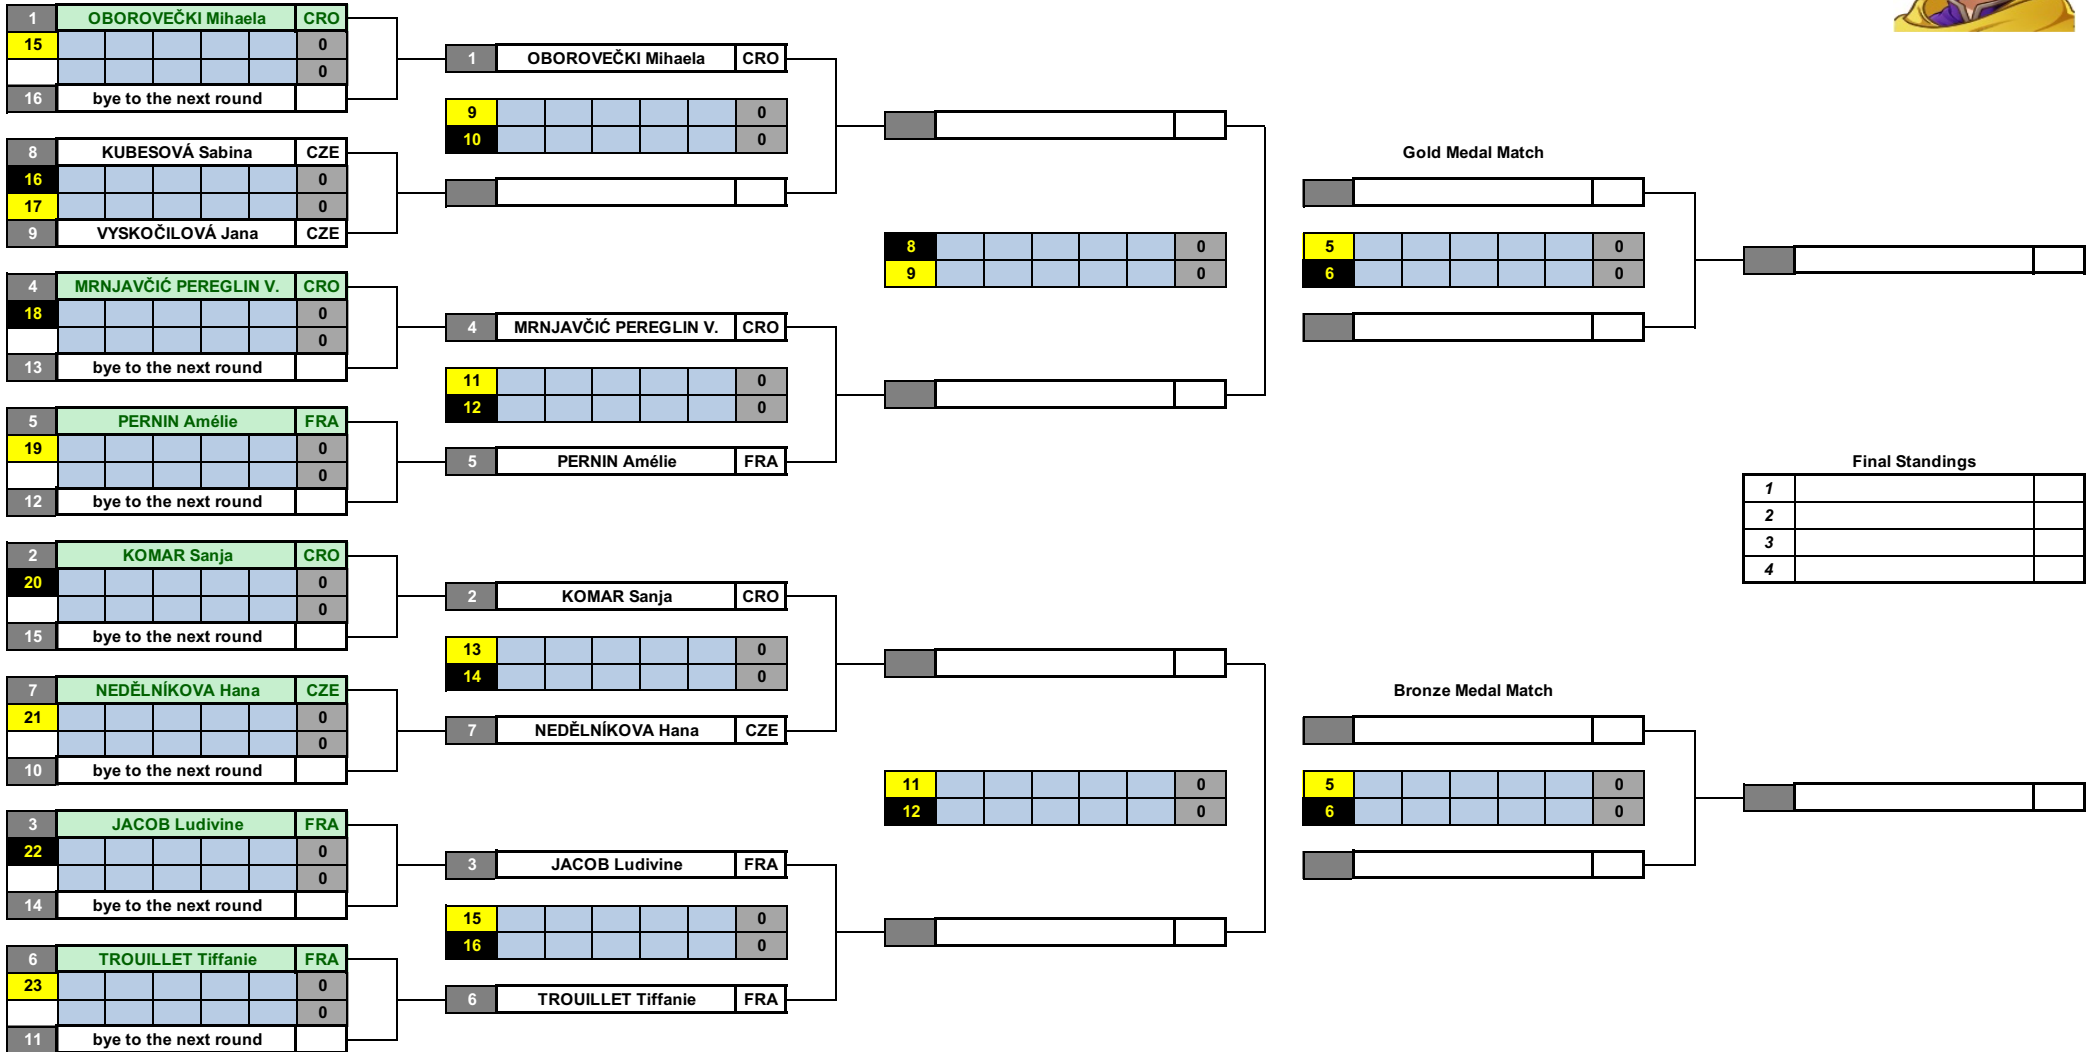 1 OBOROVEČKI Mihaela CRO
15 0
0
16 bye to the next round
8 KUBESOVÁ Sabina CZE
16 0
17 0
9 VYSKOČILOVÁ Jana CZE
4 MRNJAVČIĆ PEREGLIN V. CRO
18 0
0
13 bye to the next round
5 PERNIN Amélie FRA
19 0
0
12 bye to the next round
2 KOMAR Sanja CRO
20 0
0
15 bye to the next round
7 NEDĚLNÍKOVA Hana CZE
21 0
0
10 bye to the next round
3 JACOB Ludivine FRA
22 0
0
14 bye to the next round
6 TROUILLET Tiffanie FRA
23 0
0
11 bye to the next round
1 OBOROVEČKI Mihaela CRO
9 0
10 0
4 MRNJAVČIĆ PEREGLIN V. CRO
11 0
12 0
5 PERNIN Amélie FRA
2 KOMAR Sanja CRO
13 0
14 0
7 NEDĚLNÍKOVA Hana CZE
3 JACOB Ludivine FRA
15 0
16 0
6 TROUILLET Tiffanie FRA
8 0
9 0
11 0
12 0
Gold Medal Match
5 0
6 0
Bronze Medal Match
5 0
6 0
Final Standings
1
2
3
4